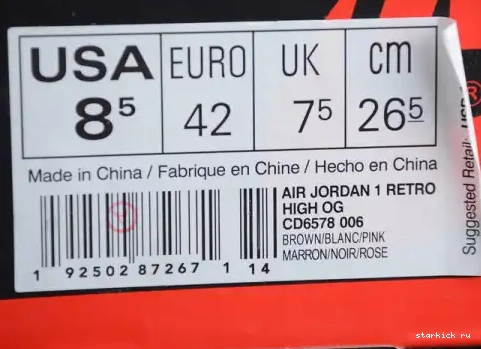 USA EURO UK cm
8⁵ 42 7⁵ 26⁵
Made in China / Fabrique en Chine / Hecho en China
AIR JORDAN 1 RETRO
HIGH OG
CD6578 006
BROWN/BLANC/PINK
MARRON/NOIR/ROSE
1 92502 87267 1 14
Suggested Retail:
starkick ru